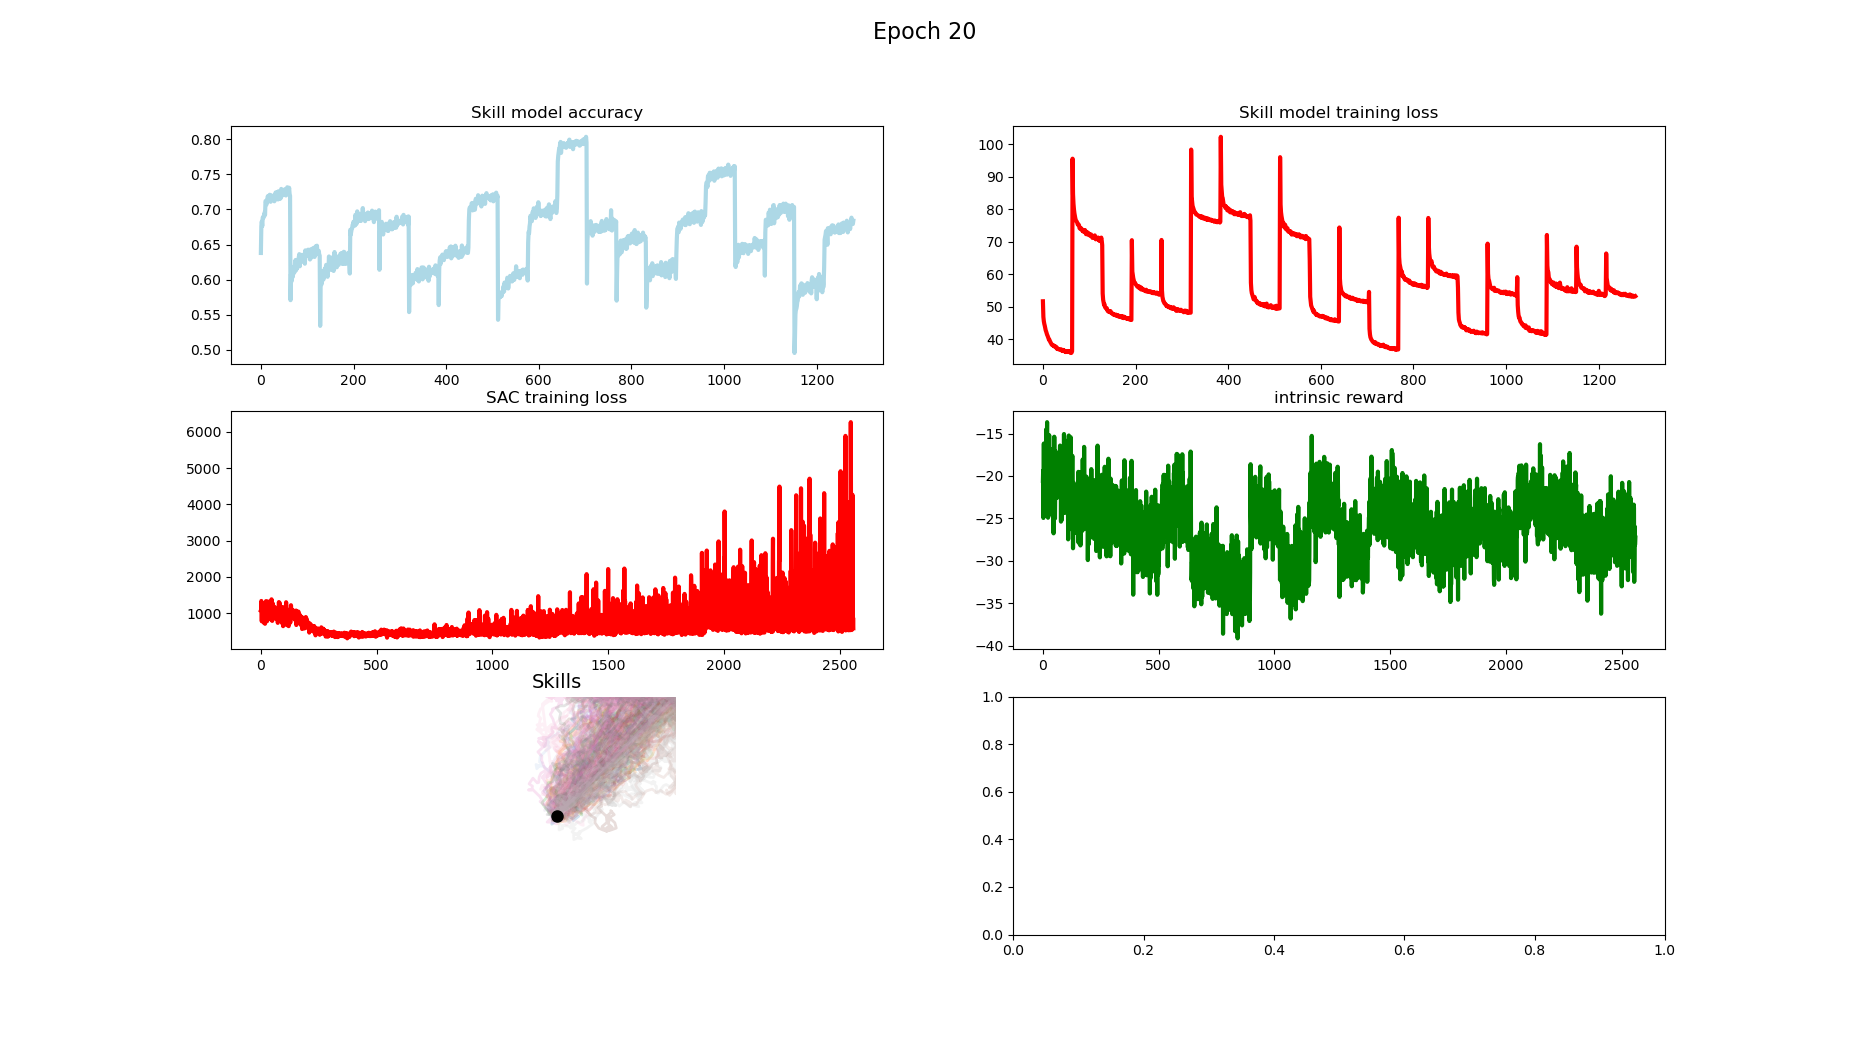 Epoch 20
Skill model accuracy
0.80
0.75
0.70
0.65
0.60
0.55
0.50
0 200 400 600 800 1000 1200
Skill model training loss
100
90
80
70
60
50
40
0 200 400 600 800 1000 1200
SAC training loss
6000
5000
4000
3000
2000
1000
0 500 1000 1500 2000 2500
intrinsic reward
−15
−20
−25
−30
−35
−40
0 500 1000 1500 2000 2500
Skills
1.0
0.8
0.6
0.4
0.2
0.0
0.0 0.2 0.4 0.6 0.8 1.0